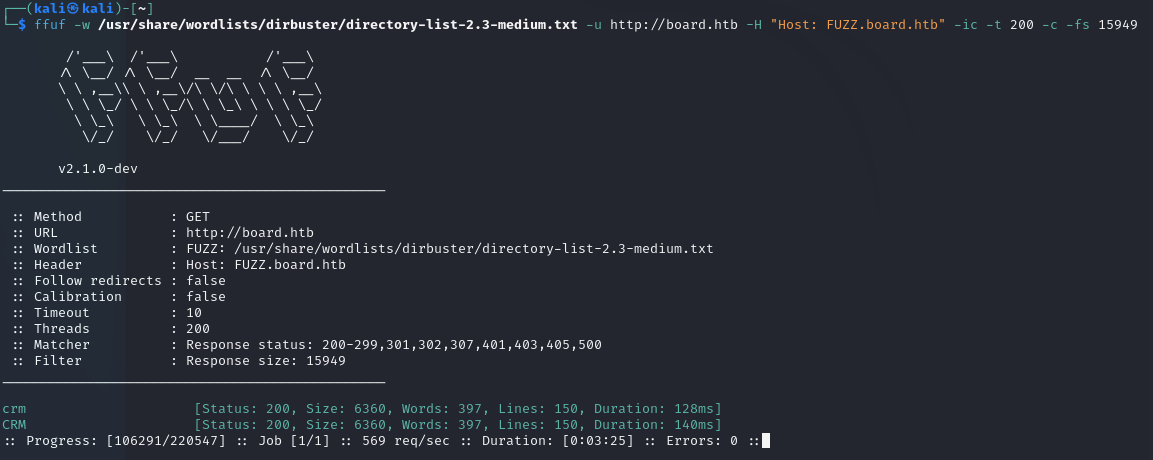 ┌──(kali㉿kali)-[~]
└─$ ffuf -w /usr/share/wordlists/dirbuster/directory-list-2.3-medium.txt -u http://board.htb -H "Host: FUZZ.board.htb" -ic -t 200 -c -fs 15949
        /'___\  /'___\           /'___\
       /\ \__/ /\ \__/  __  __  /\ \__/
       \ \ ,__\\ \ ,__\/\ \/\ \ \ \ ,__\
        \ \ \_/ \ \ \_/\ \ \_\ \ \ \ \_/
         \ \_\   \ \_\  \ \____/  \ \_\
          \/_/    \/_/   \/___/    \/_/
       v2.1.0-dev
________________________________________________
 :: Method           : GET
 :: URL              : http://board.htb
 :: Wordlist         : FUZZ: /usr/share/wordlists/dirbuster/directory-list-2.3-medium.txt
 :: Header           : Host: FUZZ.board.htb
 :: Follow redirects : false
 :: Calibration      : false
 :: Timeout          : 10
 :: Threads          : 200
 :: Matcher          : Response status: 200-299,301,302,307,401,403,405,500
 :: Filter           : Response size: 15949
________________________________________________
crm                     [Status: 200, Size: 6360, Words: 397, Lines: 150, Duration: 128ms]
CRM                     [Status: 200, Size: 6360, Words: 397, Lines: 150, Duration: 140ms]
:: Progress: [106291/220547] :: Job [1/1] :: 569 req/sec :: Duration: [0:03:25] :: Errors: 0 ::